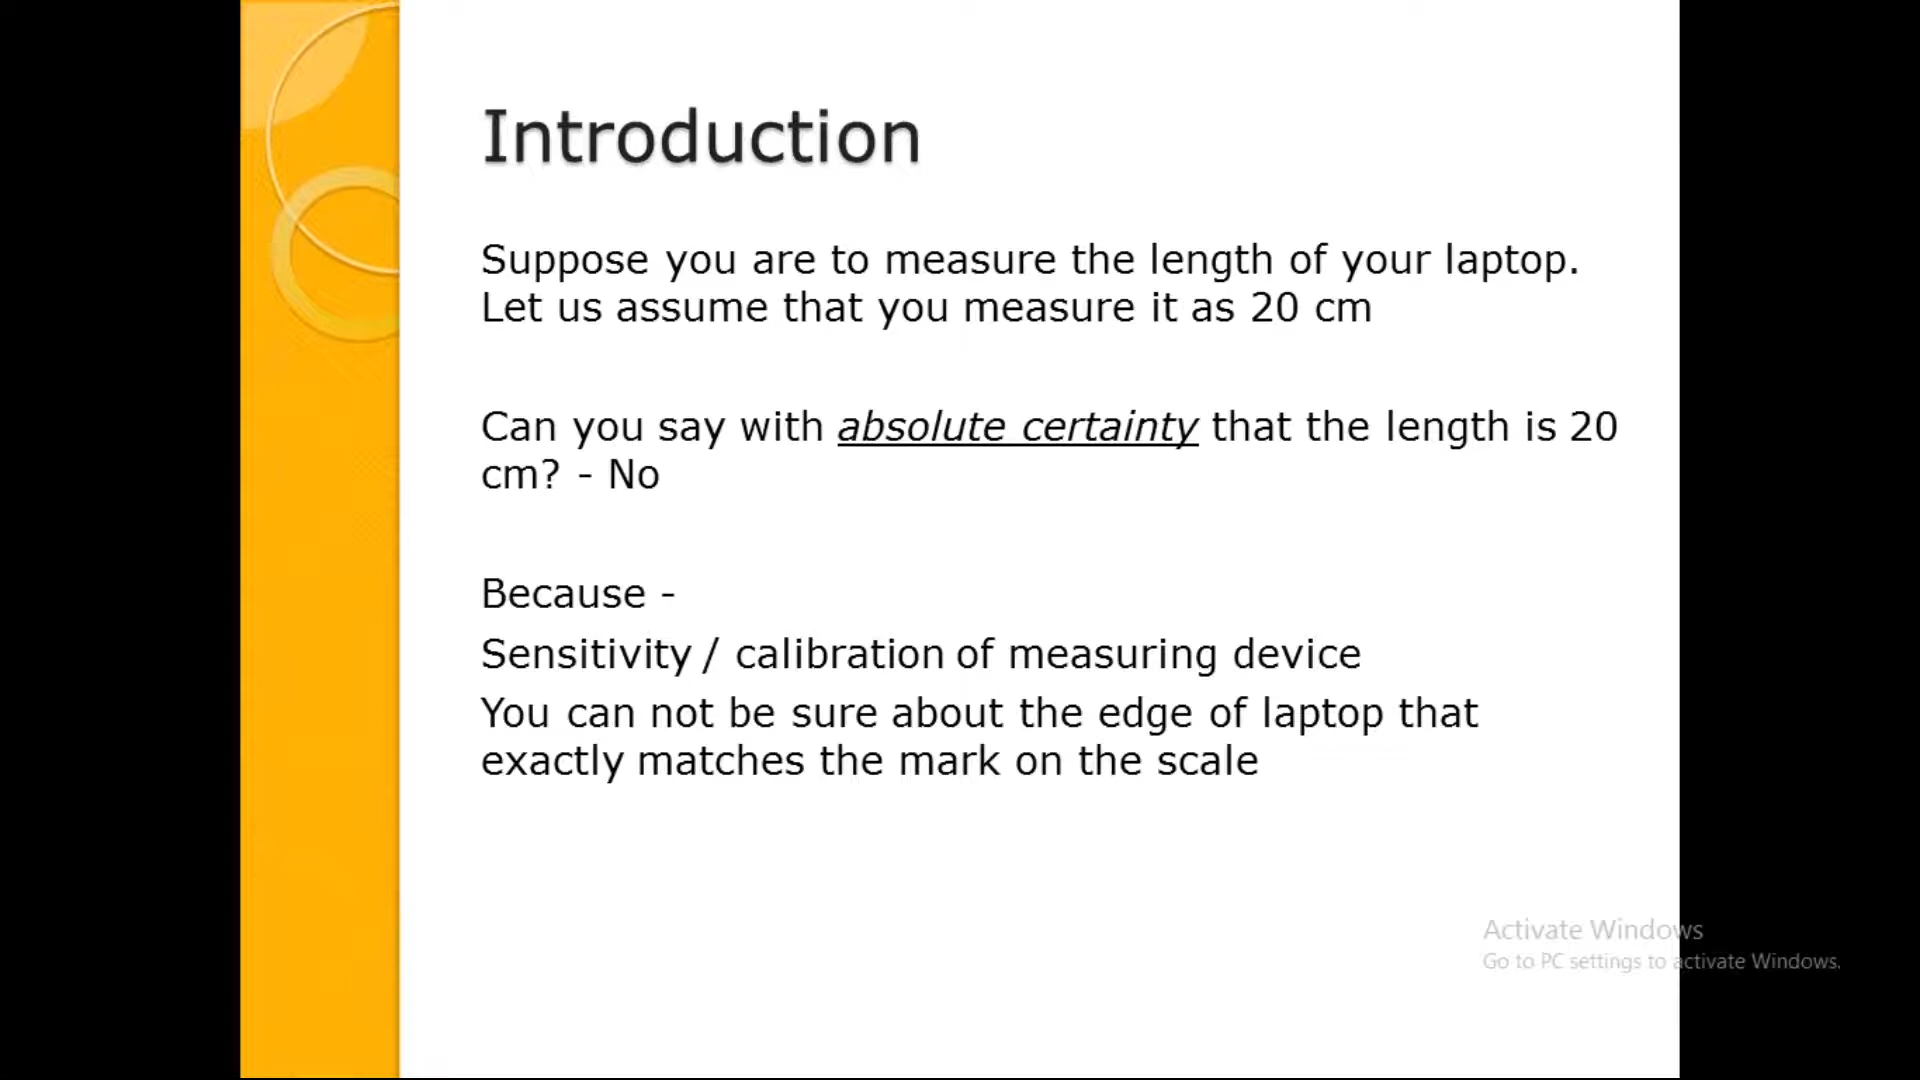 Introduction
Suppose you are to measure the length of your laptop.
Let us assume that you measure it as 20 cm
Can you say with absolute certainty that the length is 20
cm? - No
Because -
Sensitivity / calibration of measuring device
You can not be sure about the edge of laptop that
exactly matches the mark on the scale
Activate Windows
Go to PC settings to activate Windows.